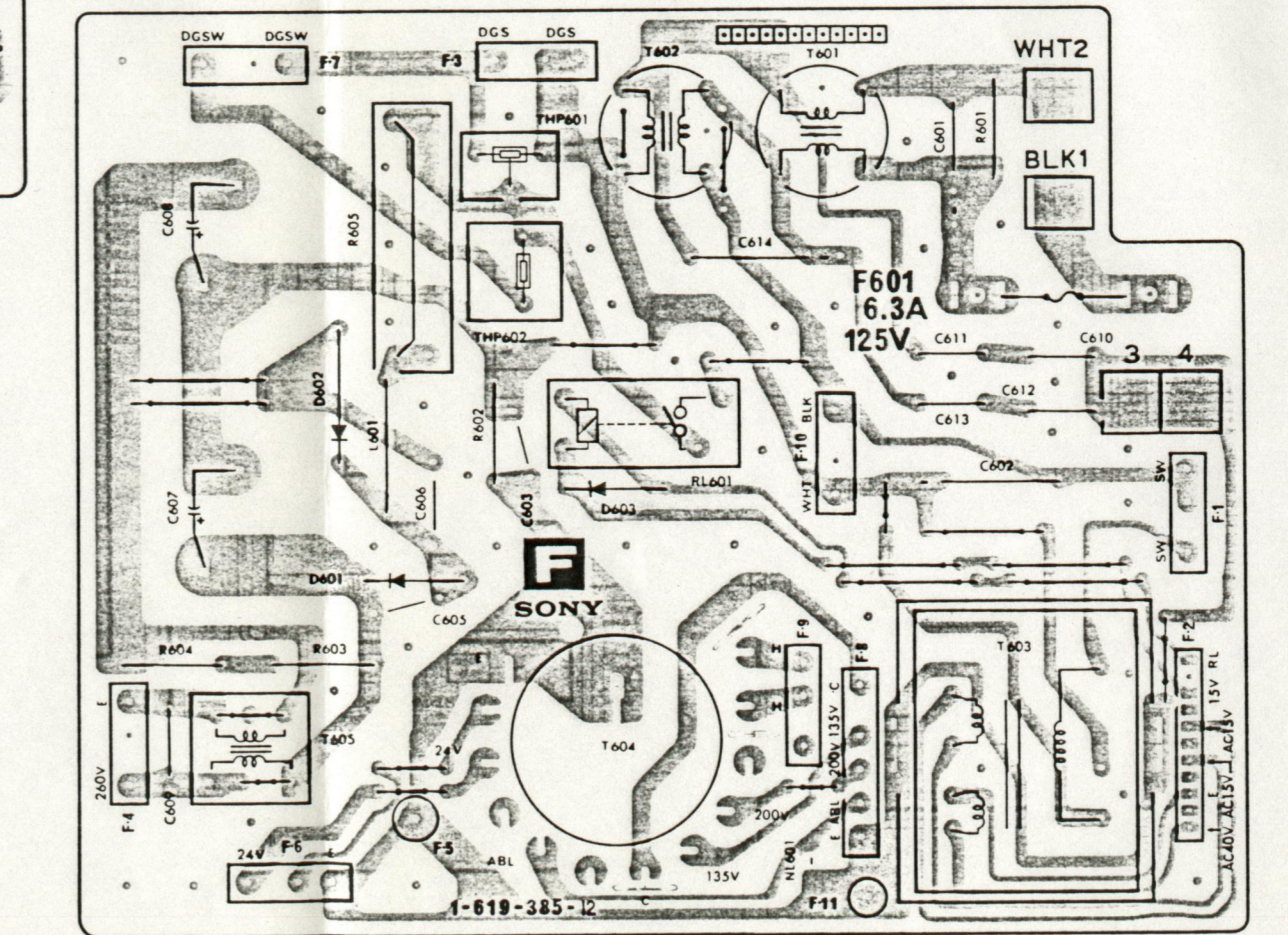 DGSW DGSW
F-7
F-3
DGS DGS
T602
T601
WHT2
THP601
C601
R601
BLK1
C608
R605
C614
F601
6.3A
125V
THP602
C611
C610
3 4
D602
L601
R602
C612
C613
BLK
F-10
WHT
RL601
C602
SW
F-1
SW
C607
C606
C603
D603
D601
F
SONY
C605
R604
R603
E
T604
H
H
F-9
F-8
C
135V
200V
ABL
E
T603
F-2
RL
15V
AC15V
E
AC15V
AC40V
E
260V
F-4
C609
T605
24V
F-5
24V
F-6
E
ABL
200V
135V
NL601
C
F-11
1-619-385-12